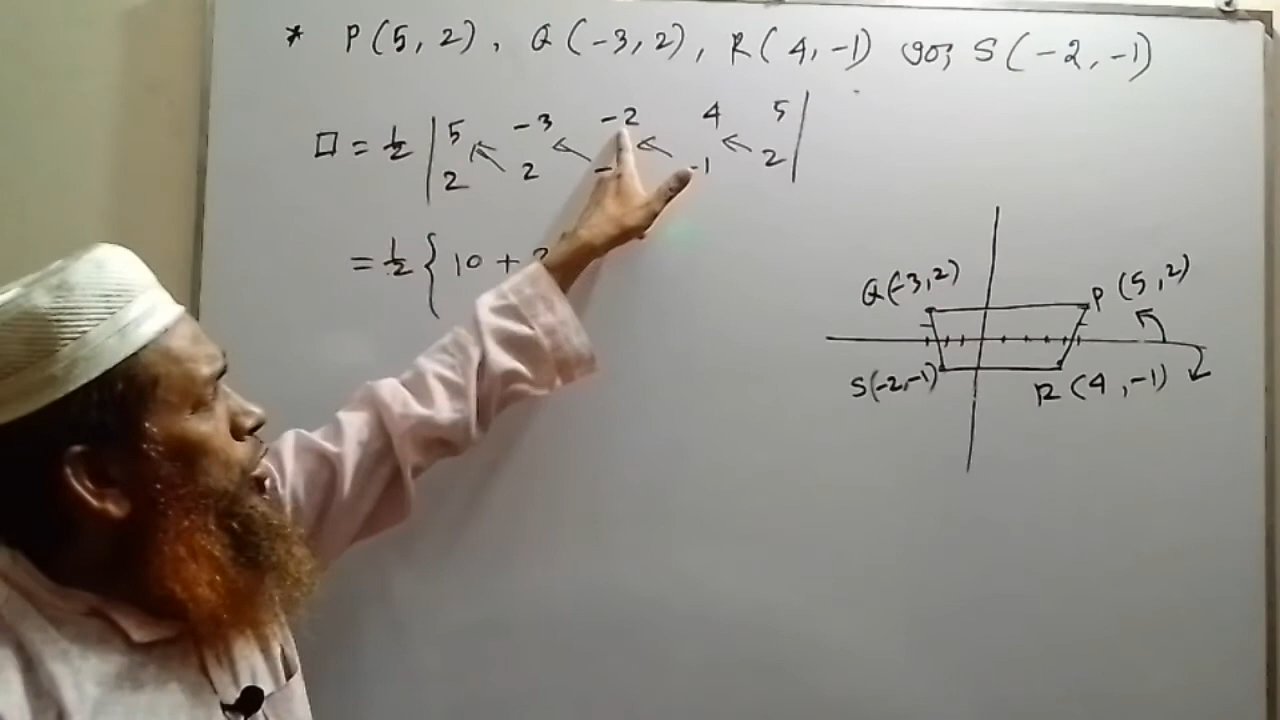 * P(5, 2), Q(-3, 2), R(4, -1) এবং S(-2, -1)
□ = 1/2 | 5 -3 -2 4 5 |
2 2 -1 -1 2
= 1/2 { 10 +
Q(-3, 2) P (5, 2)
S(-2, -1) R (4, -1)